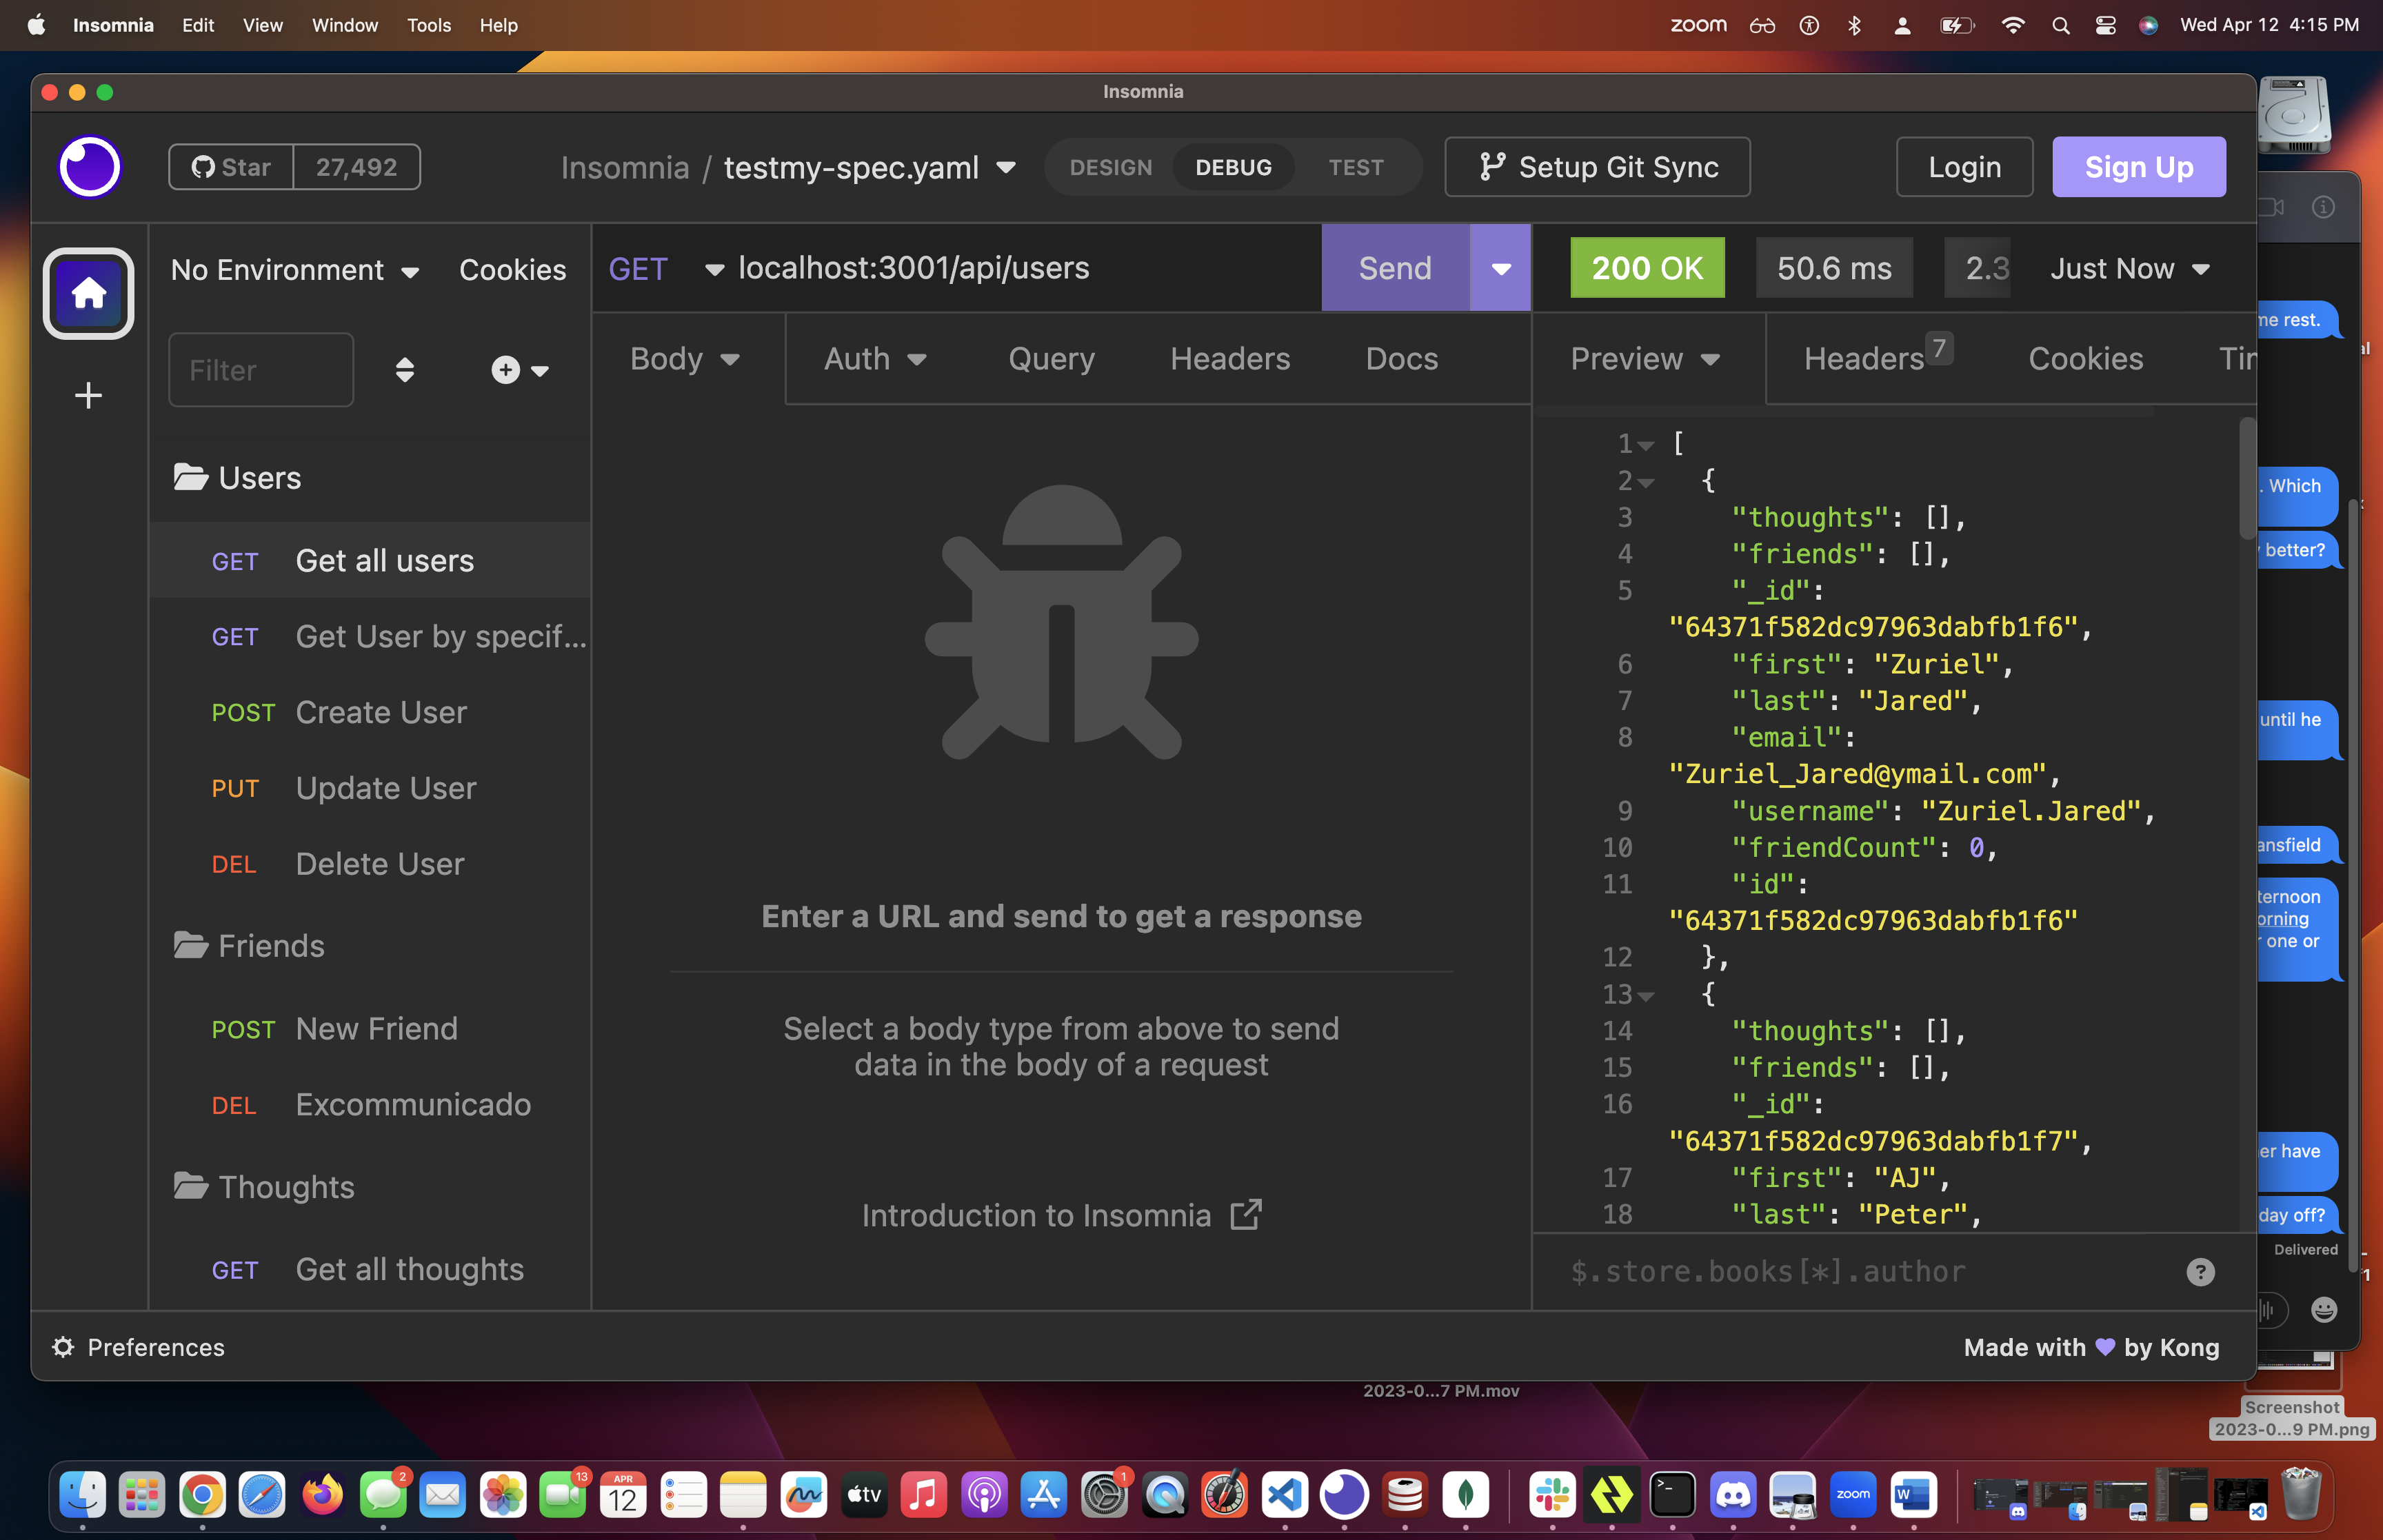 Insomnia Edit View Window Tools Help
zoom Wed Apr 12 4:15 PM
Insomnia
Star 27,492
Insomnia / testmy-spec.yaml
DESIGN DEBUG TEST
Setup Git Sync
Login
Sign Up
No Environment Cookies
GET localhost:3001/api/users
Send
200 OK 50.6 ms 2.3 Just Now
Filter
Body Auth Query Headers Docs
Preview Headers 7 Cookies
Users
GET Get all users
GET Get User by specif...
POST Create User
PUT Update User
DEL Delete User
Friends
POST New Friend
DEL Excommunicado
Thoughts
GET Get all thoughts
Enter a URL and send to get a response
Select a body type from above to send
data in the body of a request
Introduction to Insomnia
1 [
2 {
3 "thoughts": [],
4 "friends": [],
5 "_id":
"64371f582dc97963dabfb1f6",
6 "first": "Zuriel",
7 "last": "Jared",
8 "email":
"Zuriel_Jared@ymail.com",
9 "username": "Zuriel.Jared",
10 "friendCount": 0,
11 "id":
"64371f582dc97963dabfb1f6"
12 },
13 {
14 "thoughts": [],
15 "friends": [],
16 "_id":
"64371f582dc97963dabfb1f7",
17 "first": "AJ",
18 "last": "Peter",
$.store.books[*].author
?
Preferences
Made with by Kong
rest.
. Which
better?
until he
one or
have
day off?
Delivered
2023-0...7 PM.mov
Screenshot
2023-0...9 PM.png
2
13
APR
12
tv
1
zoom
W